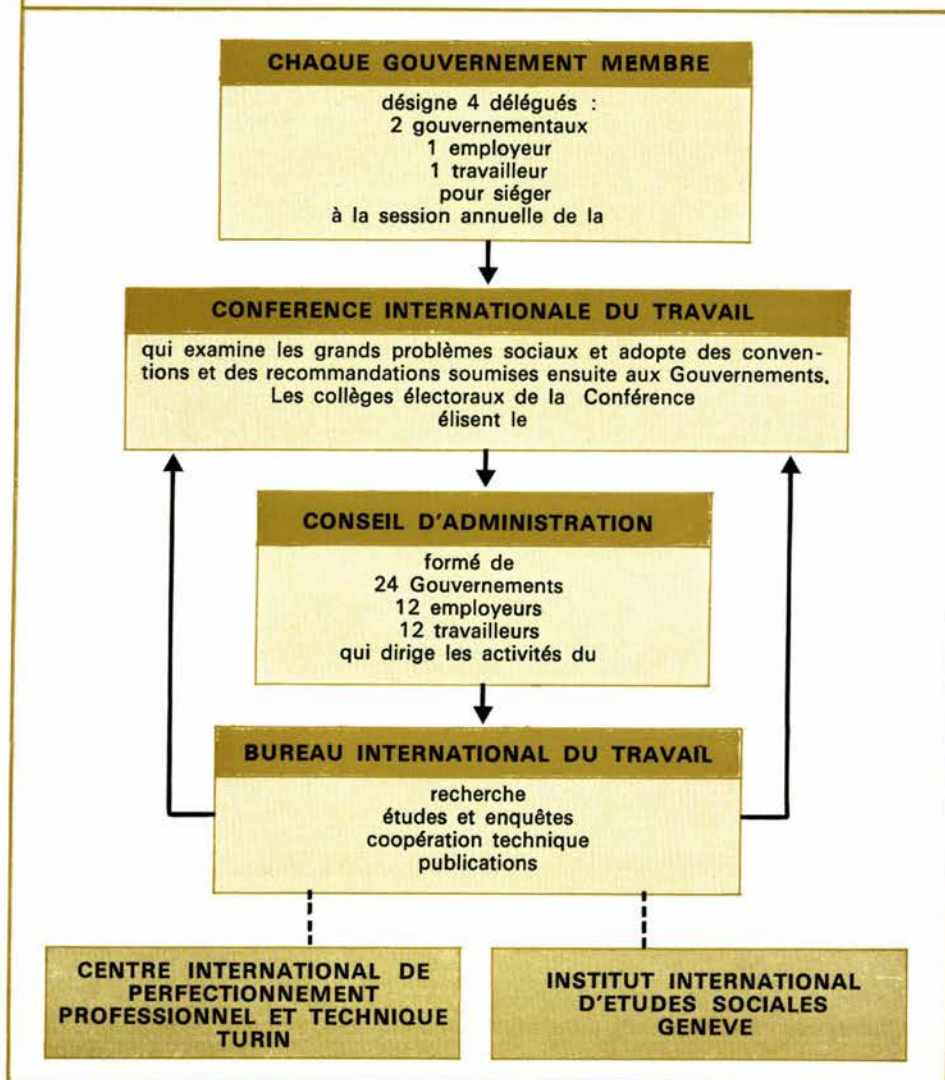 CHAQUE GOUVERNEMENT MEMBRE
désigne 4 délégués :
2 gouvernementaux
1 employeur
1 travailleur
pour siéger
à la session annuelle de la
CONFERENCE INTERNATIONALE DU TRAVAIL
qui examine les grands problèmes sociaux et adopte des conven-
tions et des recommandations soumises ensuite aux Gouvernements.
Les collèges électoraux de la Conférence
élisent le
CONSEIL D'ADMINISTRATION
formé de
24 Gouvernements
12 employeurs
12 travailleurs
qui dirige les activités du
BUREAU INTERNATIONAL DU TRAVAIL
recherche
études et enquêtes
coopération technique
publications
CENTRE INTERNATIONAL DE
PERFECTIONNEMENT
PROFESSIONNEL ET TECHNIQUE
TURIN
INSTITUT INTERNATIONAL
D'ETUDES SOCIALES
GENEVE